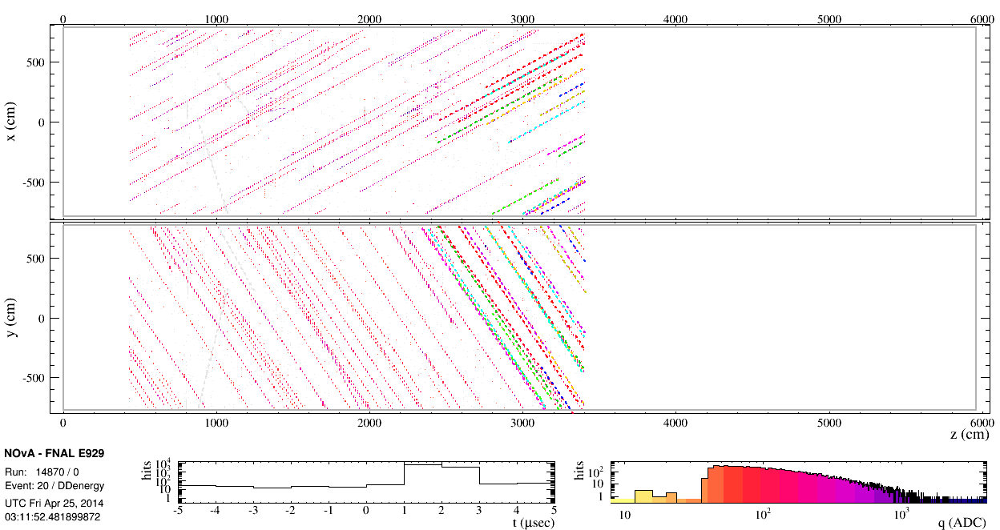 0 1000 2000 3000 4000 5000 6000
500
0
-500
x (cm)
500
0
-500
y (cm)
0 1000 2000 3000 4000 5000 6000
z (cm)
NOvA - FNAL E929
Run: 14870 / 0
Event: 20 / DDenergy
UTC Fri Apr 25, 2014
03:11:52.481899872
hits
10⁴
10³
10²
10
1
-5 -4 -3 -2 -1 0 1 2 3 4 5
t (μsec)
hits
10²
10
1
10 10² 10³
q (ADC)